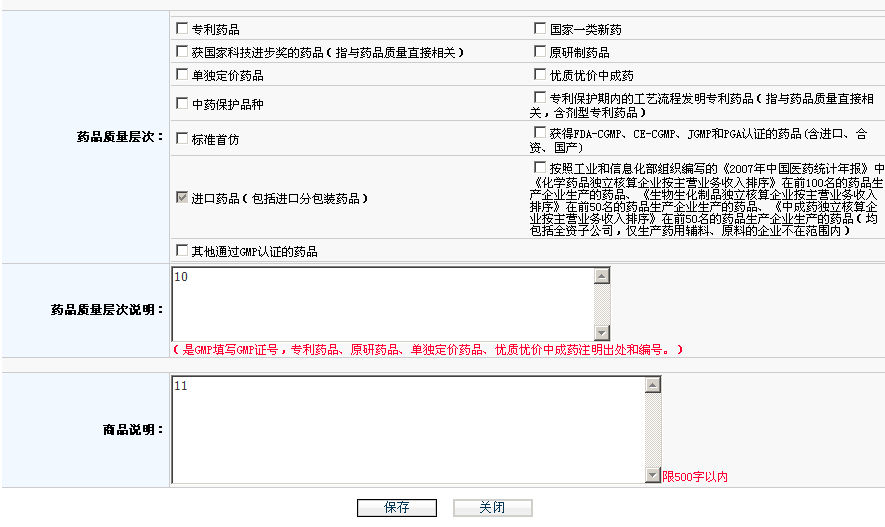 专利药品
国家一类新药
获国家科技进步奖的药品(指与药品质量直接相关)
原研制药品
单独定价药品
优质优价中成药
中药保护品种
专利保护期内的工艺流程发明专利药品(指与药品质量直接相
关,含剂型专利药品)
药品质量层次:
标准首仿
获得FDA-CGMP、CE-CGMP、JGMP和PGA认证的药品(含进口、合
资、国产)
进口药品(包括进口分包装药品)
按照工业和信息化部组织编写的《2007年中国医药统计年报》中
《化学药品独立核算企业按主营业务收入排序》在前100名的药品生
产企业生产的药品、《生物生化制品独立核算企业按主营业务收入
排序》在前50名的药品生产企业生产的药品、《中成药独立核算企
业按主营业务收入排序》在前50名的药品生产企业生产的药品(均
包括全资子公司,仅生产药用辅料、原料的企业不在范围内)
其他通过GMP认证的药品
药品质量层次说明:
10
(是GMP填写GMP证号,专利药品、原研药品、单独定价药品、优质优价中成药注明出处和编号。)
商品说明:
11
限500字以内
保存
关闭